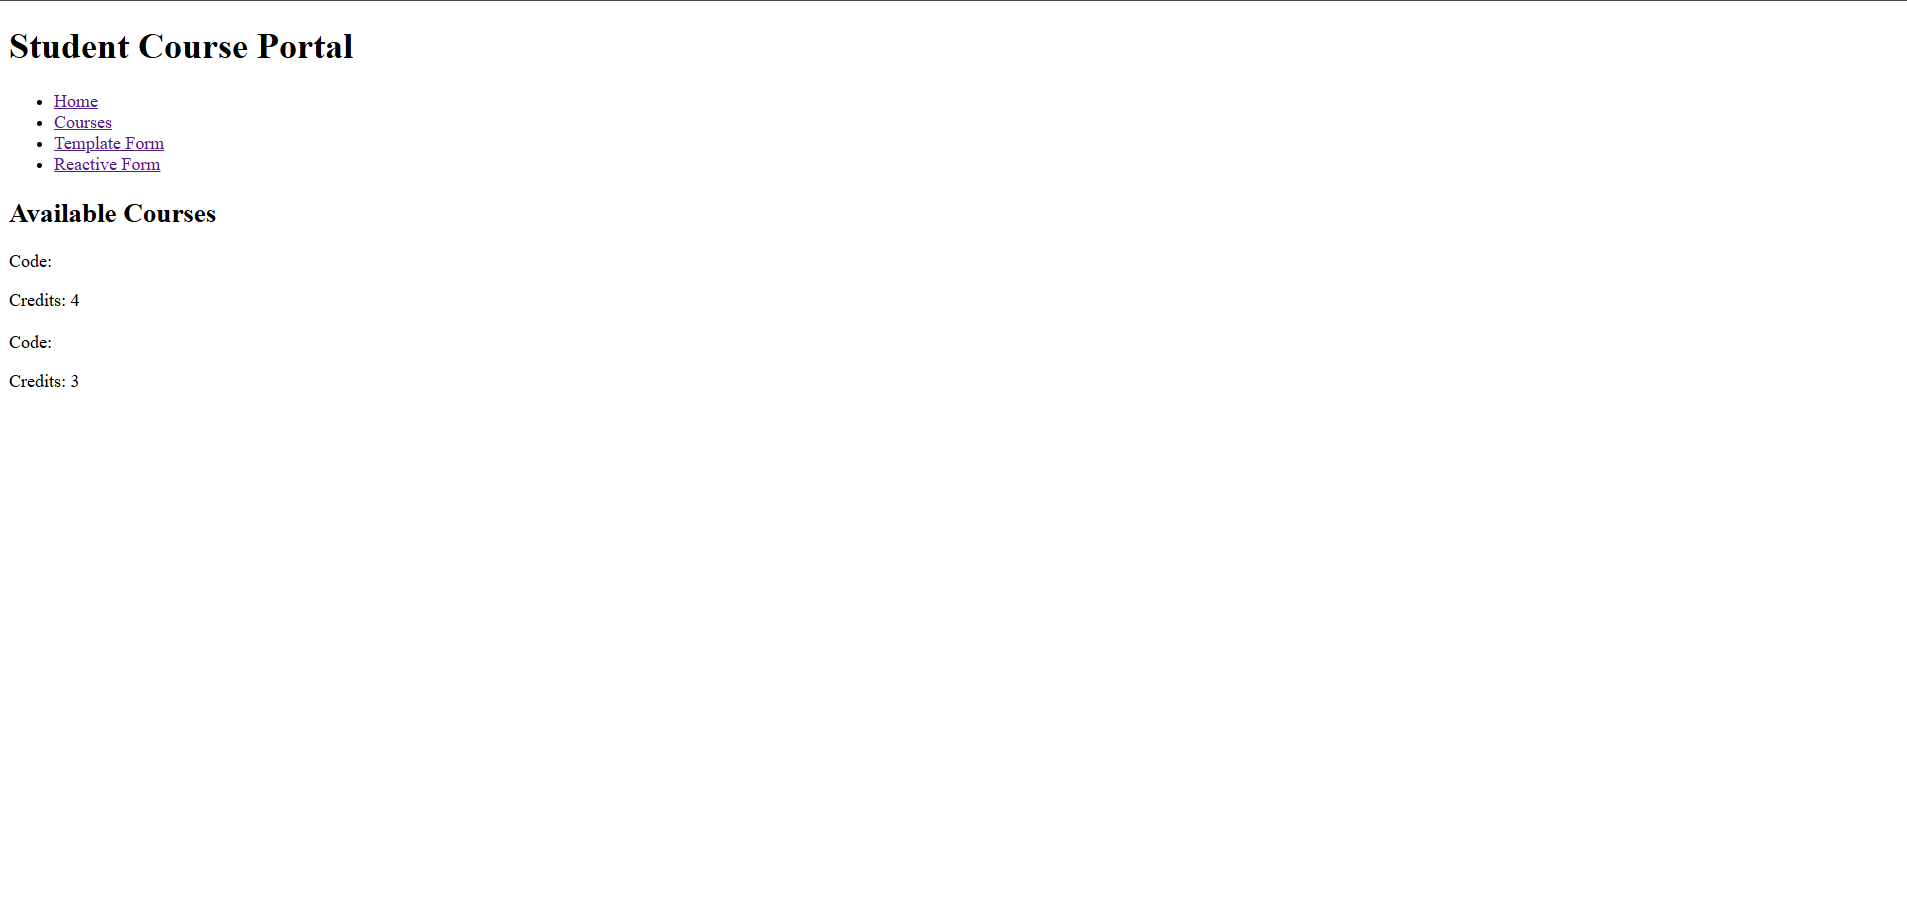 Student Course Portal
Home
Courses
Template Form
Reactive Form
Available Courses
Code:
Credits: 4
Code:
Credits: 3